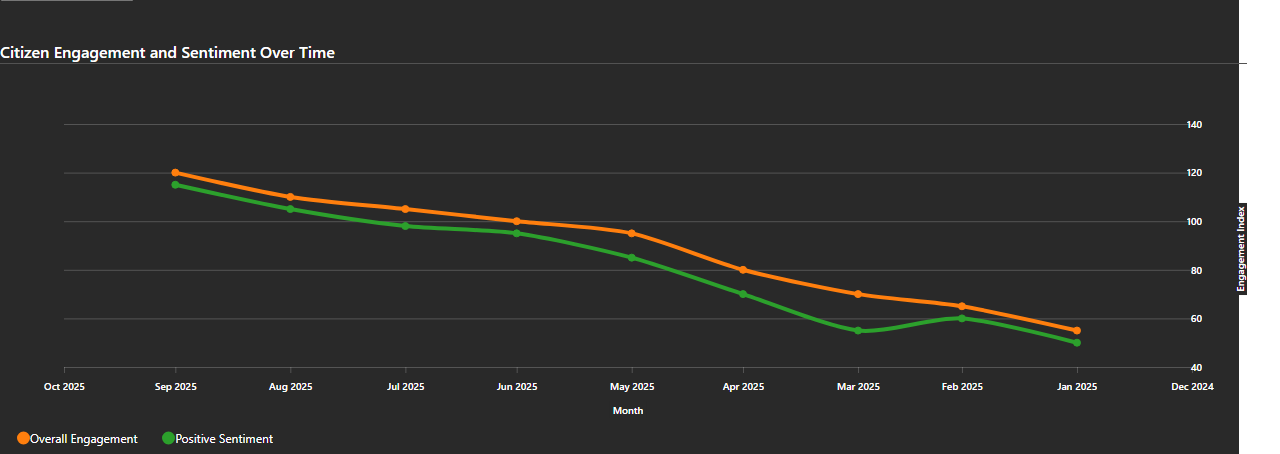 Citizen Engagement and Sentiment Over Time
140
120
100
80
60
40
Engagement Index
Oct 2025 Sep 2025 Aug 2025 Jul 2025 Jun 2025 May 2025 Apr 2025 Mar 2025 Feb 2025 Jan 2025 Dec 2024
Month
Overall Engagement Positive Sentiment